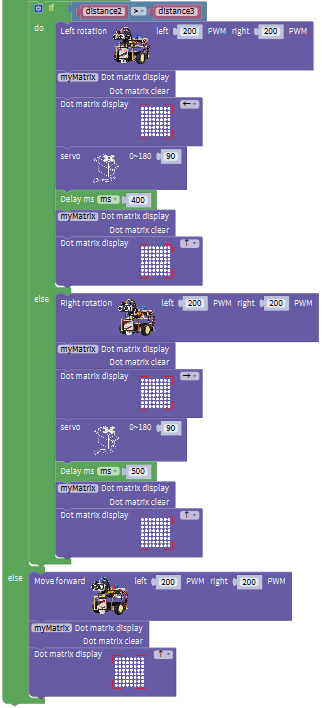 If distance2 > distance3
do Left rotation left 200 PWM right 200 PWM
myMatrix Dot matrix display
Dot matrix clear
Dot matrix display ←
servo 0~180 90
Delay ms ms 400
myMatrix Dot matrix display
Dot matrix clear
Dot matrix display ↑
else Right rotation left 200 PWM right 200 PWM
myMatrix Dot matrix display
Dot matrix clear
Dot matrix display →
servo 0~180 90
Delay ms ms 500
myMatrix Dot matrix display
Dot matrix clear
Dot matrix display ↑
else Move forward left 200 PWM right 200 PWM
myMatrix Dot matrix display
Dot matrix clear
Dot matrix display ↑